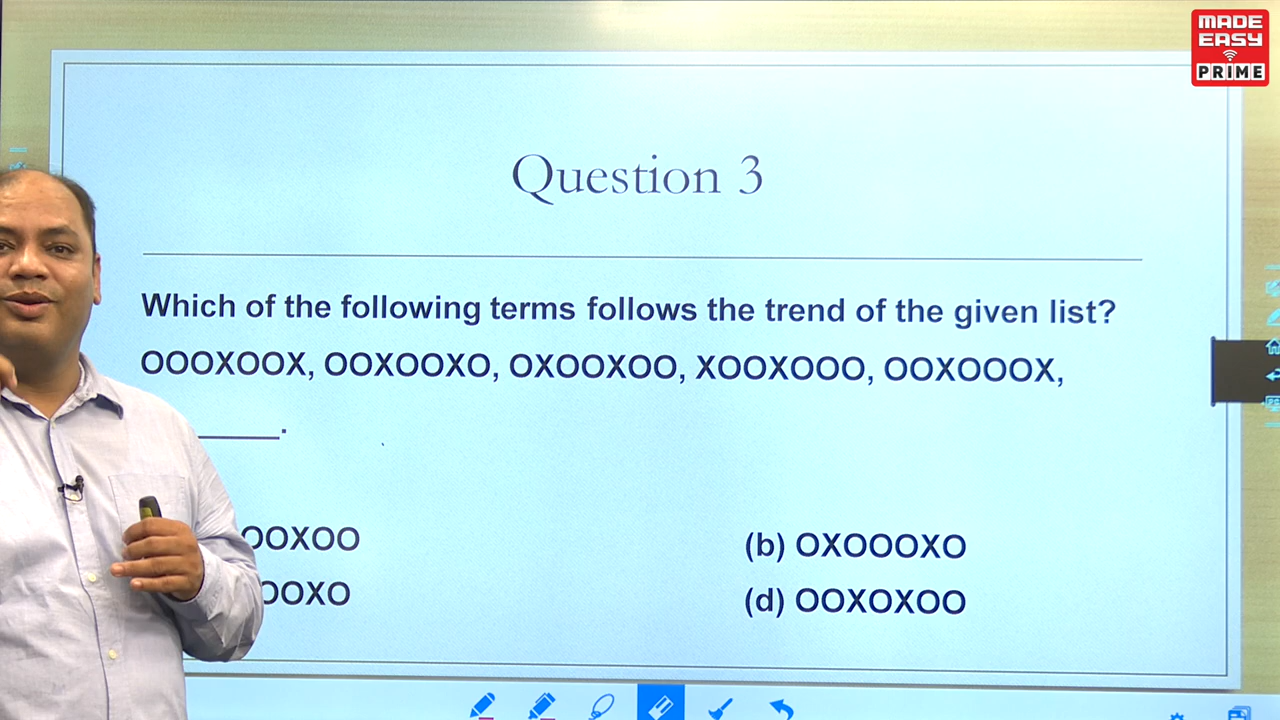 MADE
EASY
PRIME
Question 3
Which of the following terms follows the trend of the given list?
OOOXOOX, OOXOOXO, OXOOXOO, XOOXOOO, OOXOOOX,
_____.
OOXOO
(b) OXOOOXO
OOXO
(d) OOXOXOO